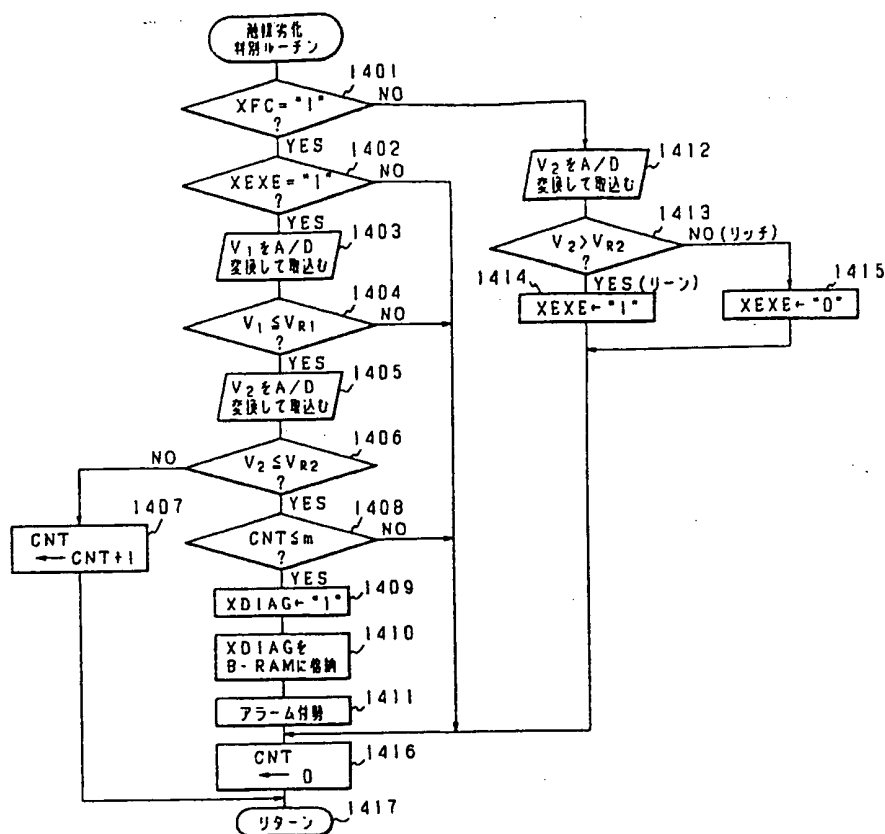 触媒劣化
判別ルーチン
1401
XFC="1"
?
NO
YES
1402
XEXE="1"
?
NO
YES
1403
V1をA/D
変換して取込む
1404
V1≦VR1
?
NO
YES
1405
V2をA/D
変換して取込む
1406
V2≦VR2
?
NO
YES
1407
CNT
←CNT+1
1408
CNT≦m
?
NO
YES
1409
XDIAG←"1"
1410
XDIAGを
B-RAMに格納
1411
アラーム付勢
1412
V2をA/D
変換して取込む
1413
V2>VR2
?
NO(リッチ)
YES(リーン)
1414
XEXE←"1"
1415
XEXE←"0"
1416
CNT
←0
リターン
1417